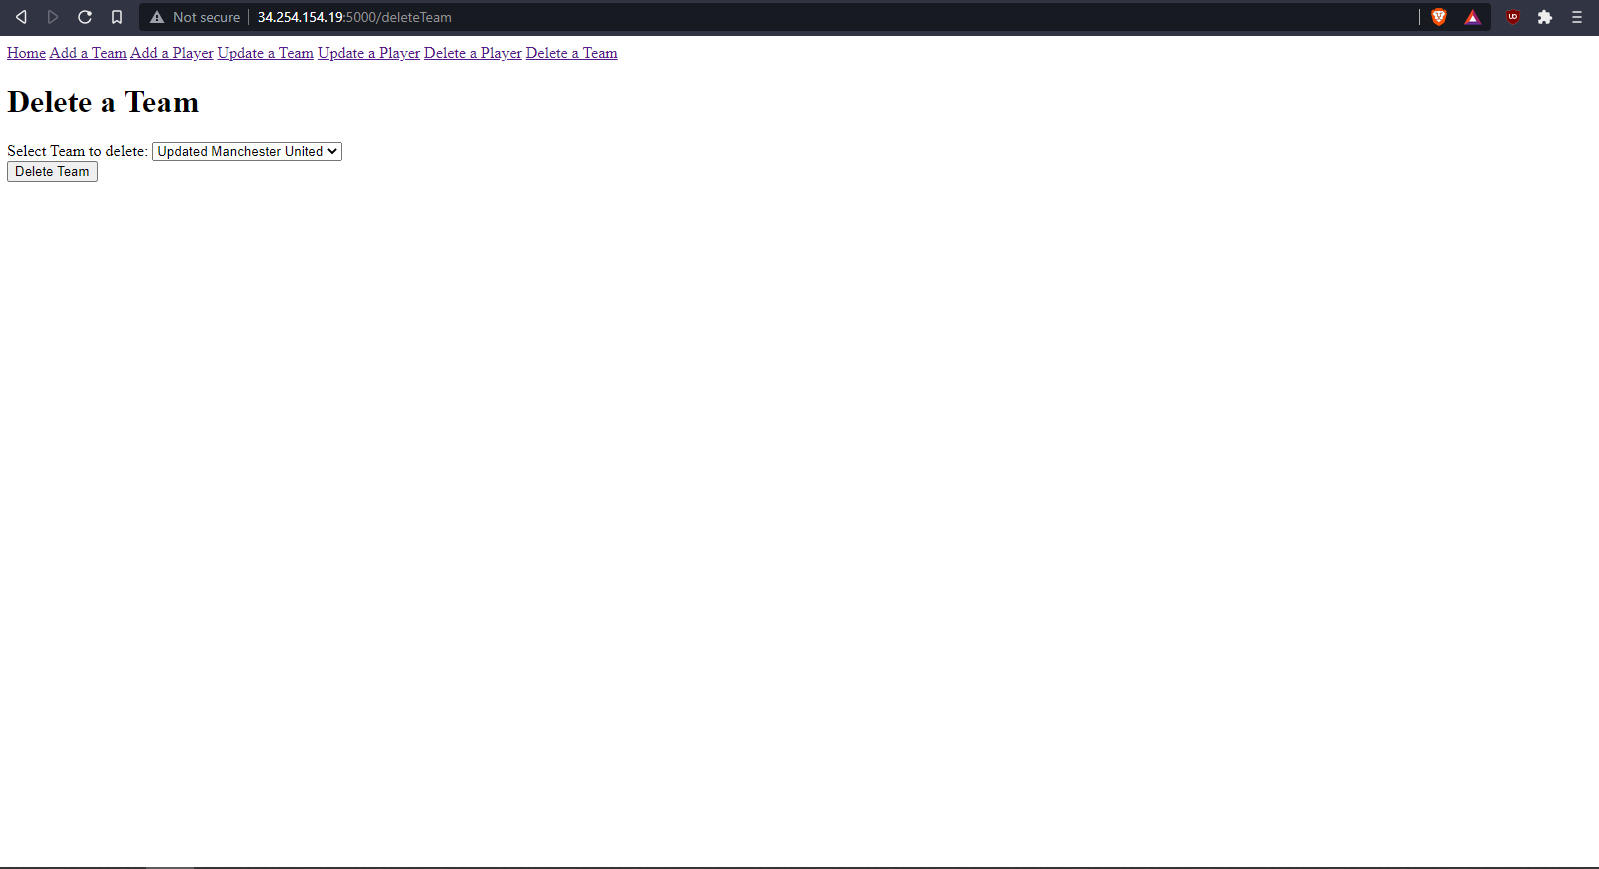 Not secure 34.254.154.19:5000/deleteTeam
Home Add a Team Add a Player Update a Team Update a Player Delete a Player Delete a Team
Delete a Team
Select Team to delete: Updated Manchester United
Delete Team